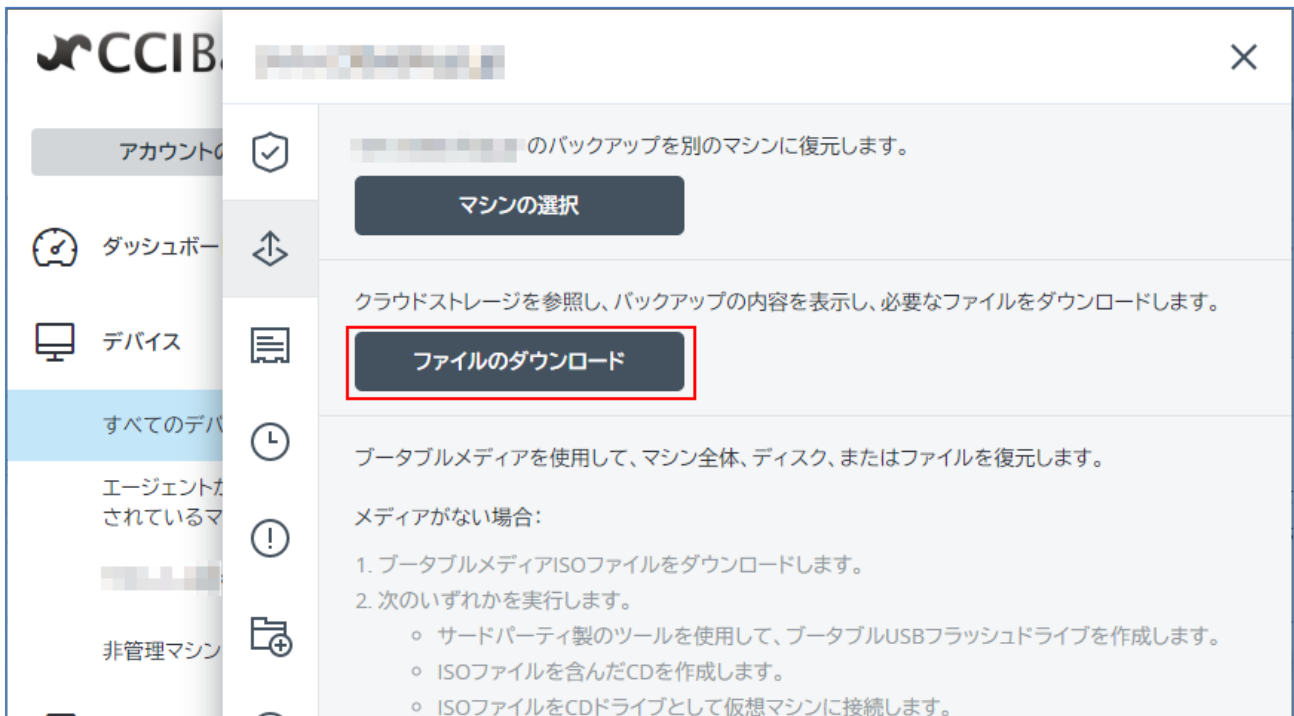 CCIB
アカウントの
ダッシュボー
デバイス
すべてのデバ
エージェントが
されているマ
非管理マシン
のバックアップを別のマシンに復元します。
マシンの選択
クラウドストレージを参照し、バックアップの内容を表示し、必要なファイルをダウンロードします。
ファイルのダウンロード
ブータブルメディアを使用して、マシン全体、ディスク、またはファイルを復元します。
メディアがない場合：
1. ブータブルメディアISOファイルをダウンロードします。
2. 次のいずれかを実行します。
サードパーティ製のツールを使用して、ブータブルUSBフラッシュドライブを作成します。
ISOファイルを含んだCDを作成します。
ISOファイルをCDドライブとして仮想マシンに接続します。